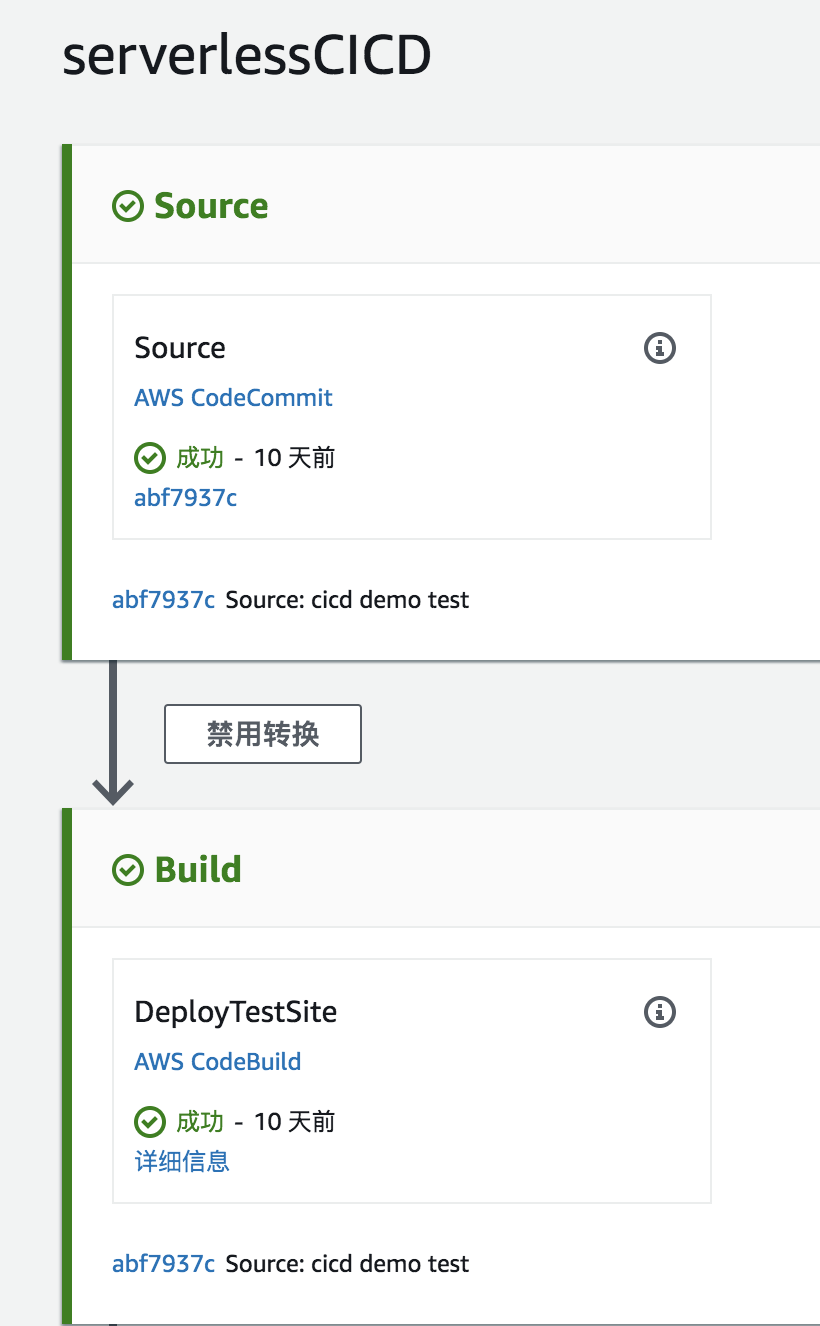 serverlessCICD
Source
Source
AWS CodeCommit
成功 - 10 天前
abf7937c
abf7937c Source: cicd demo test
禁用转换
Build
DeployTestSite
AWS CodeBuild
成功 - 10 天前
详细信息
abf7937c Source: cicd demo test